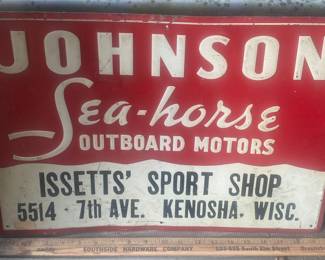 JOHNSON
Sea-horse
OUTBOARD MOTORS
ISSETTS' SPORT SHOP
5514 - 7th AVE. KENOSHA, WISC.
SOUTHSIDE HARDWARE COMPANY